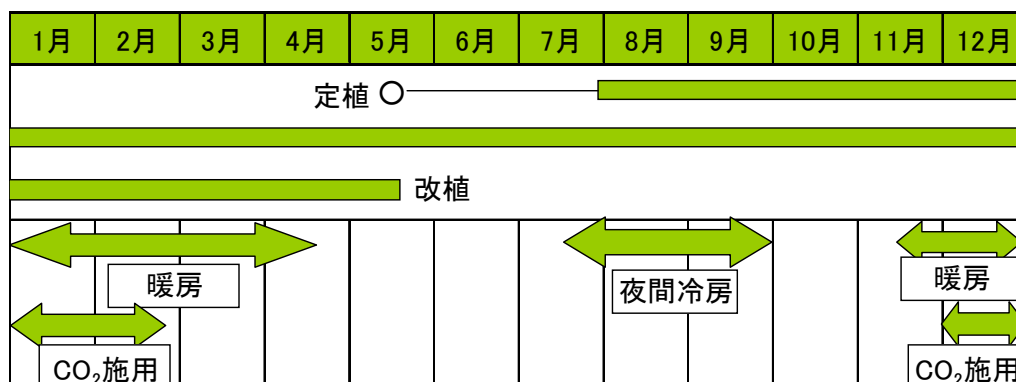 1月 2月 3月 4月 5月 6月 7月 8月 9月 10月 11月 12月
定植
改植
暖房 夜間冷房 暖房
CO₂施用 CO₂施用